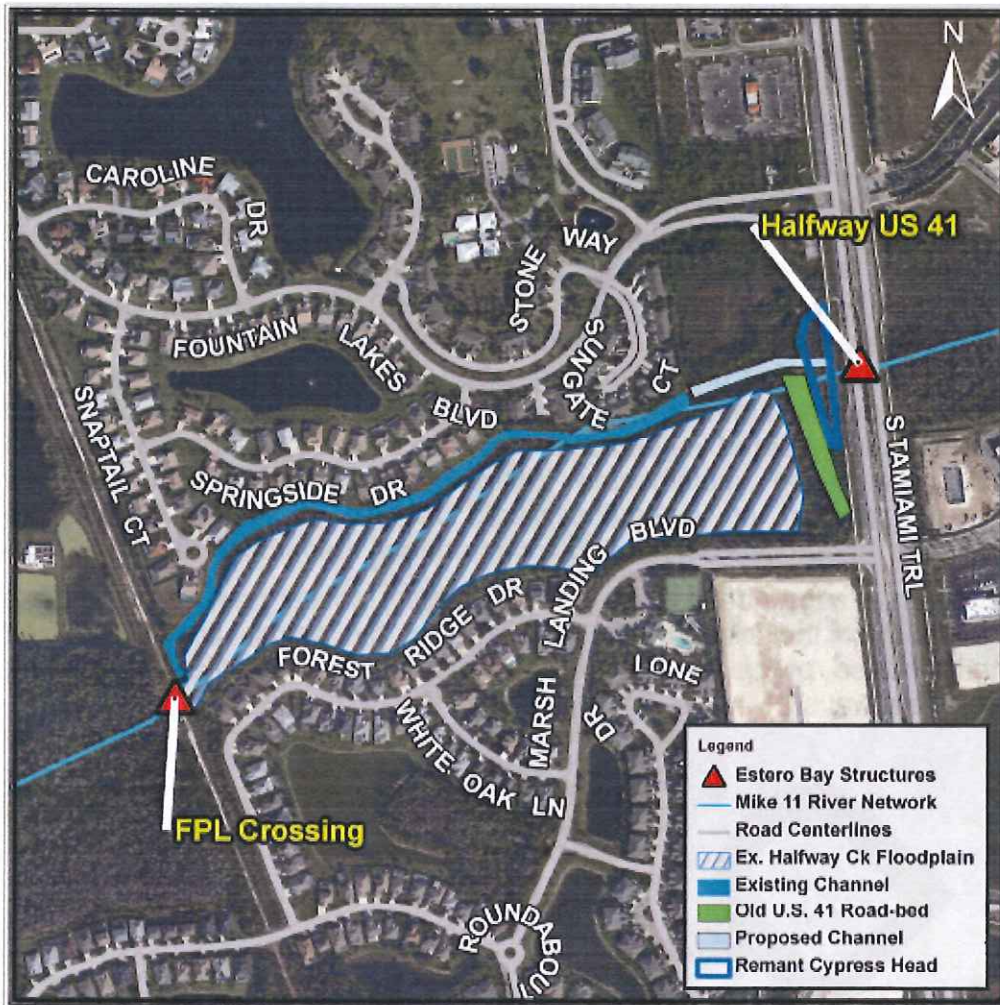 N
CAROLINE
DR
Halfway US 41
STONE
WAY
FOUNTAIN
LAKES
BLVD
SUNGATE
CT
SNAPTAIL CT
SPRINGSIDE DR
S TAMIAMI TRL
BLVD
LANDING
MARSH
FOREST
RIDGE DR
LONE
DR
WHITE OAK LN
FPL Crossing
ROUNDABOUT
Legend
Estero Bay Structures
Mike 11 River Network
Road Centerlines
Ex. Halfway Ck Floodplain
Existing Channel
Old U.S. 41 Road-bed
Proposed Channel
Remant Cypress Head